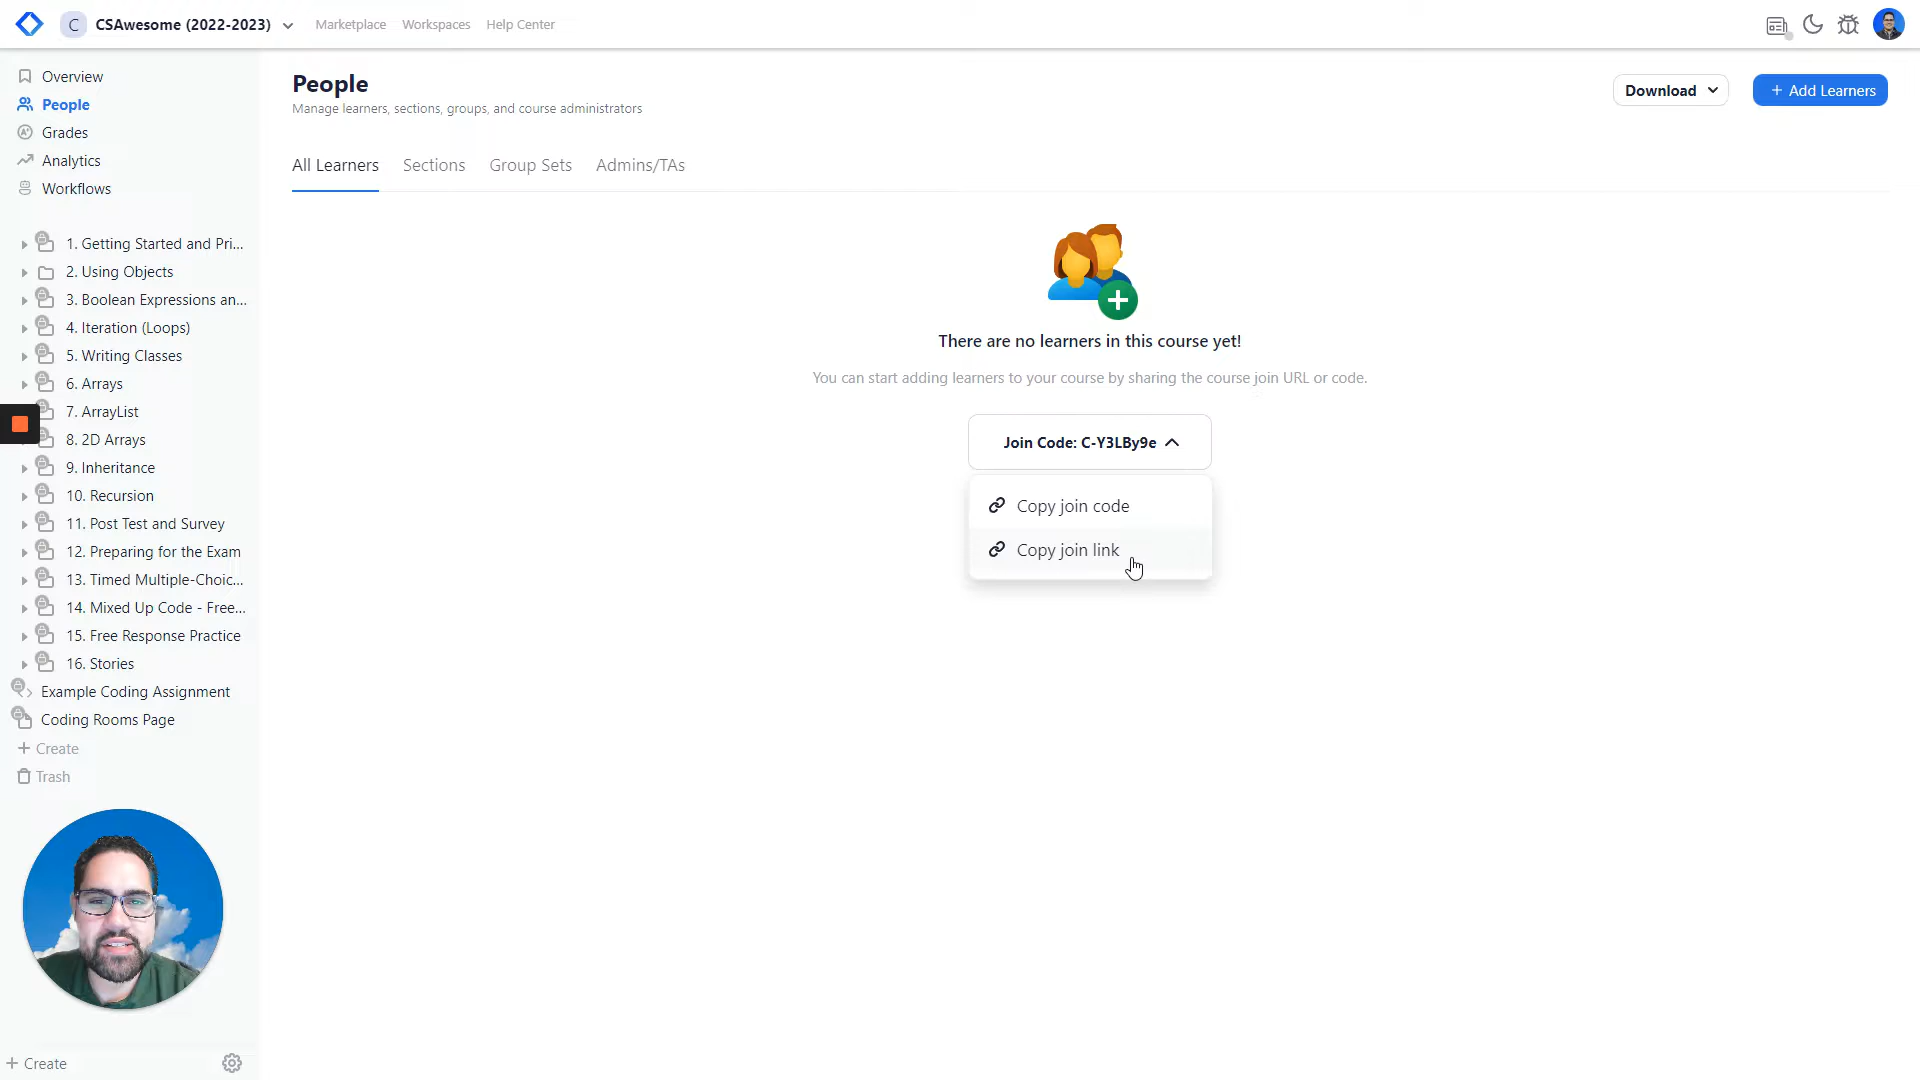 C CSAwesome (2022-2023) Marketplace Workspaces Help Center
Overview
People
Grades
Analytics
Workflows
1. Getting Started and Pri...
2. Using Objects
3. Boolean Expressions an...
4. Iteration (Loops)
5. Writing Classes
6. Arrays
7. ArrayList
8. 2D Arrays
9. Inheritance
10. Recursion
11. Post Test and Survey
12. Preparing for the Exam
13. Timed Multiple-Choic...
14. Mixed Up Code - Free...
15. Free Response Practice
16. Stories
Example Coding Assignment
Coding Rooms Page
+ Create
Trash
+ Create
People
Manage learners, sections, groups, and course administrators
Download
+ Add Learners
All Learners Sections Group Sets Admins/TAs
There are no learners in this course yet!
You can start adding learners to your course by sharing the course join URL or code.
Join Code: C-Y3LBy9e
Copy join code
Copy join link